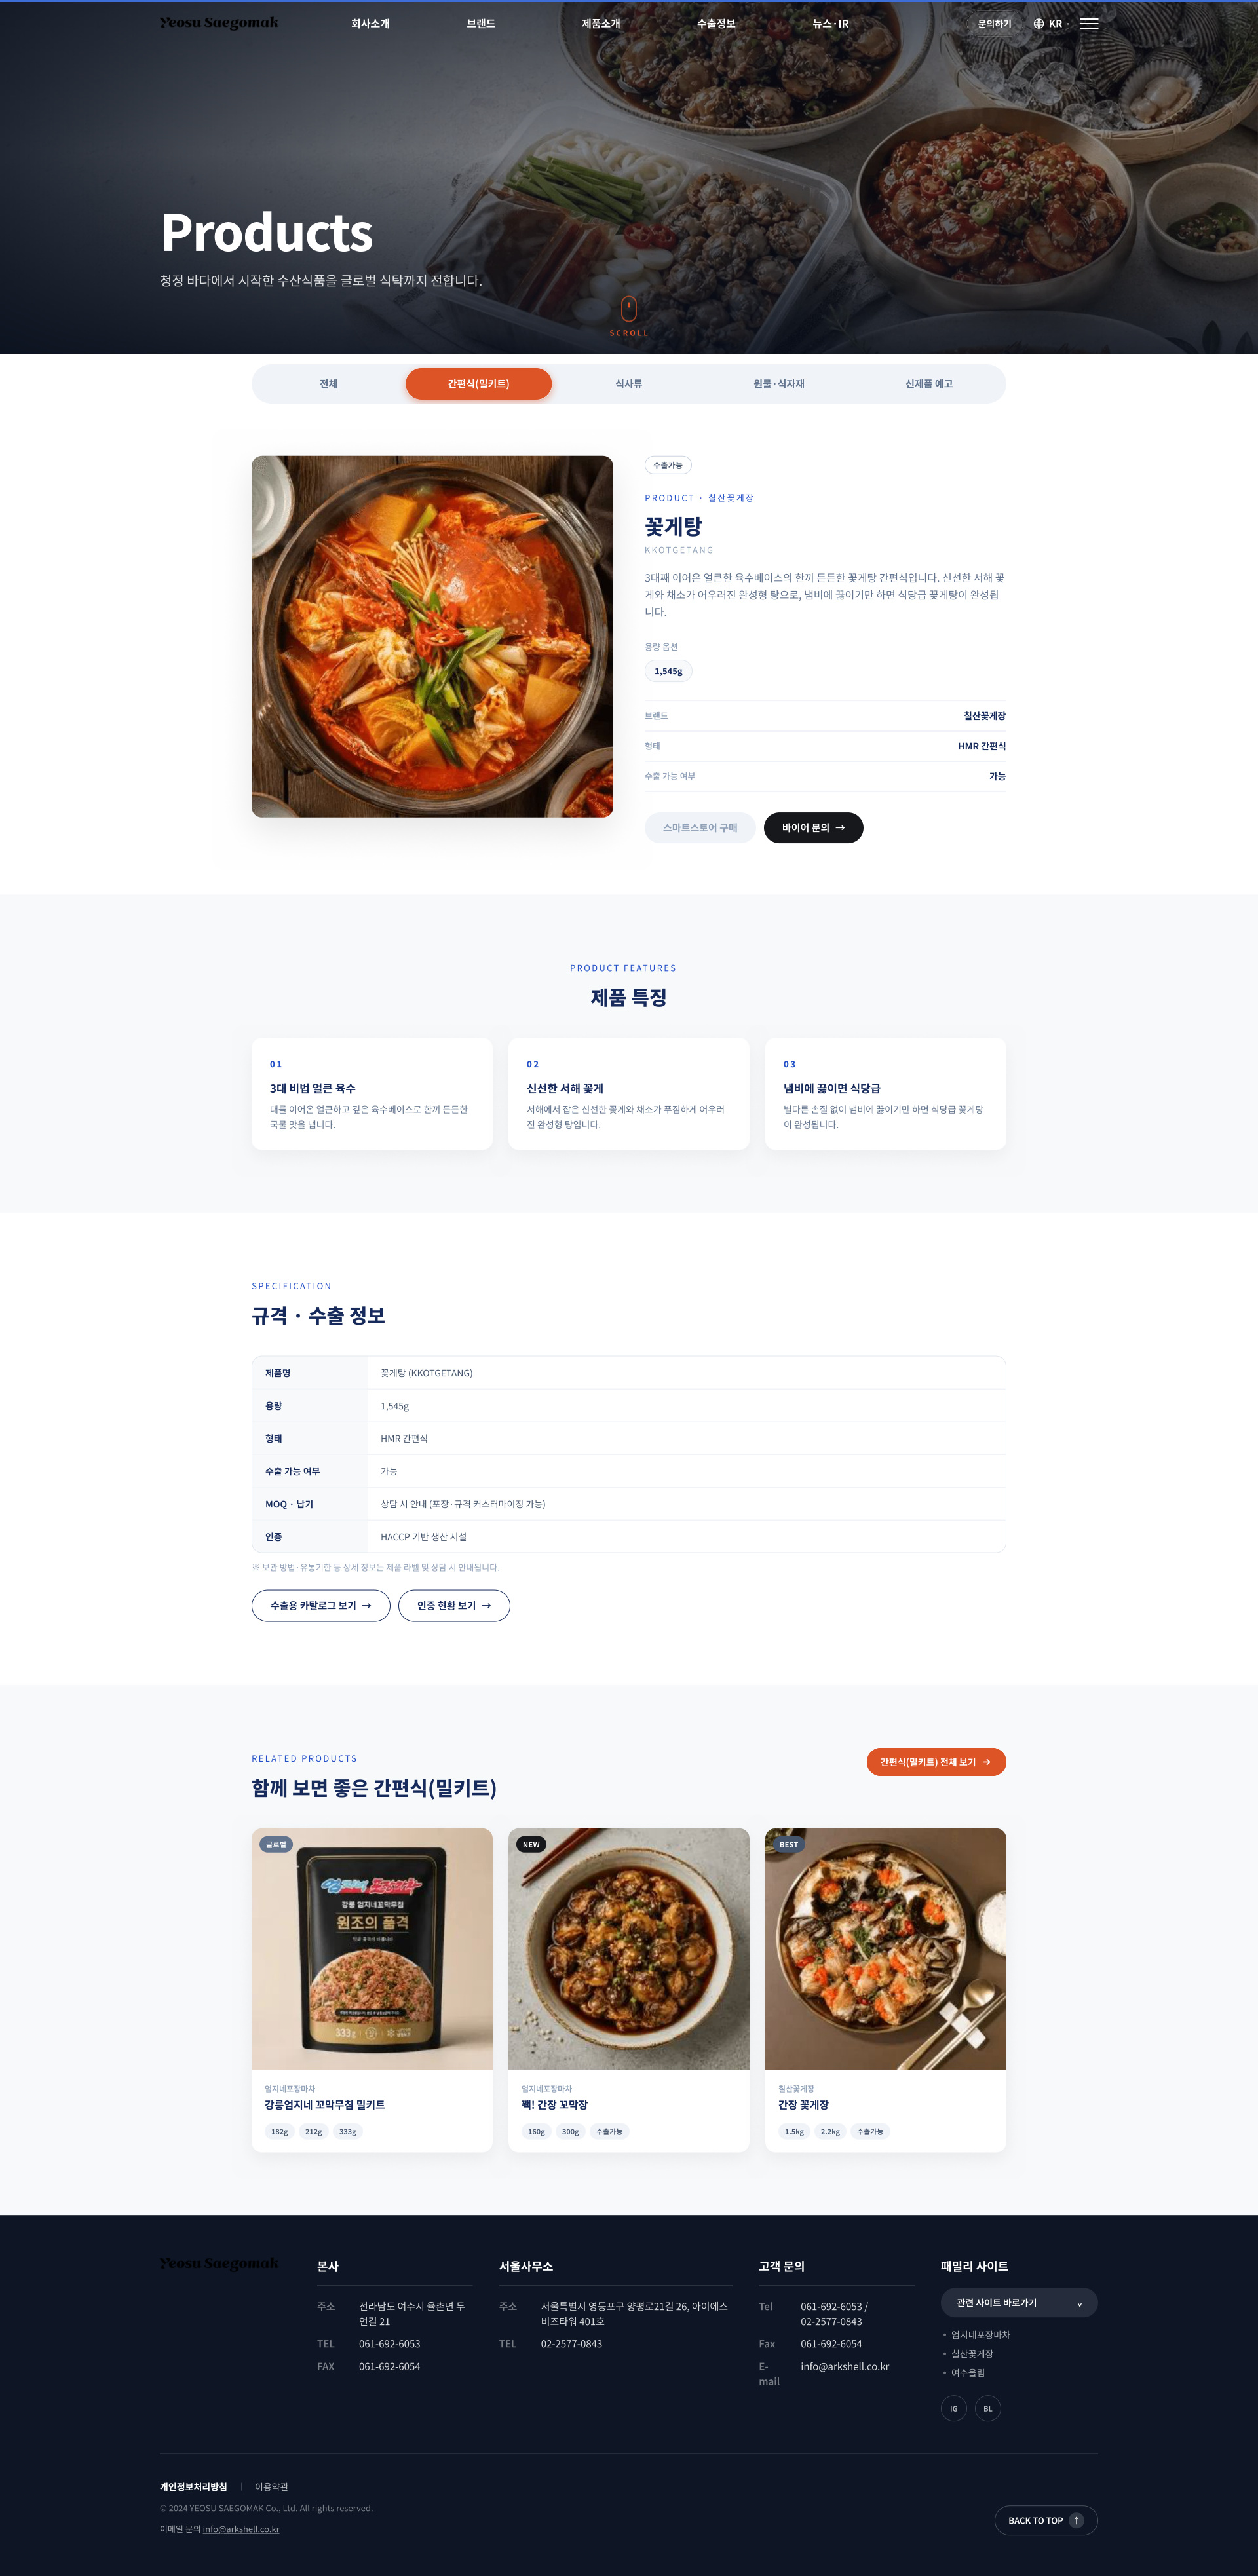 Yeosu Saegomak
회사소개
브랜드
제품소개
수출정보
뉴스·IR
문의하기
KR
Products
청정 바다에서 시작한 수산식품을 글로벌 식탁까지 전합니다.
SCROLL
전체
간편식(밀키트)
식사류
원물·식자재
신제품 예고
수출가능
PRODUCT · 칠산꽃게장
꽃게탕
KKOTGETANG
3대째 이어온 얼큰한 육수베이스의 한끼 든든한 꽃게탕 간편식입니다. 신선한 서해 꽃
게와 채소가 어우러진 완성형 탕으로, 냄비에 끓이기만 하면 식당급 꽃게탕이 완성됩
니다.
용량 옵션
1,545g
브랜드 칠산꽃게장
형태 HMR 간편식
수출 가능 여부 가능
스마트스토어 구매
바이어 문의 →
PRODUCT FEATURES
제품 특징
01
3대 비법 얼큰 육수
대를 이어온 얼큰하고 깊은 육수베이스로 한끼 든든한
국물 맛을 냅니다.
02
신선한 서해 꽃게
서해에서 잡은 신선한 꽃게와 채소가 푸짐하게 어우러
진 완성형 탕입니다.
03
냄비에 끓이면 식당급
별다른 손질 없이 냄비에 끓이기만 하면 식당급 꽃게탕
이 완성됩니다.
SPECIFICATION
규격 · 수출 정보
제품명 꽃게탕 (KKOTGETANG)
용량 1,545g
형태 HMR 간편식
수출 가능 여부 가능
MOQ · 납기 상담 시 안내 (포장·규격 커스터마이징 가능)
인증 HACCP 기반 생산 시설
※ 보관 방법·유통기한 등 상세 정보는 제품 라벨 및 상담 시 안내됩니다.
수출용 카탈로그 보기 →
인증 현황 보기 →
RELATED PRODUCTS
함께 보면 좋은 간편식(밀키트)
간편식(밀키트) 전체 보기 →
글로벌
엄지네 포장마차
강릉 엄지네꼬막무침
원조의 품격
333g
엄지네포장마차
강릉엄지네 꼬막무침 밀키트
182g
212g
333g
NEW
엄지네포장마차
꽥! 간장 꼬막장
160g
300g
수출가능
BEST
칠산꽃게장
간장 꽃게장
1.5kg
2.2kg
수출가능
Yeosu Saegomak
본사
주소 전라남도 여수시 율촌면 두
언길 21
TEL 061-692-6053
FAX 061-692-6054
서울사무소
주소 서울특별시 영등포구 양평로21길 26, 아이에스
비즈타워 401호
TEL 02-2577-0843
고객 문의
Tel 061-692-6053 /
02-2577-0843
Fax 061-692-6054
E-
mail
info@arkshell.co.kr
패밀리 사이트
관련 사이트 바로가기
• 엄지네포장마차
• 칠산꽃게장
• 여수올림
IG
BL
개인정보처리방침
이용약관
© 2024 YEOSU SAEGOMAK Co., Ltd. All rights reserved.
이메일 문의 info@arkshell.co.kr
BACK TO TOP ↑